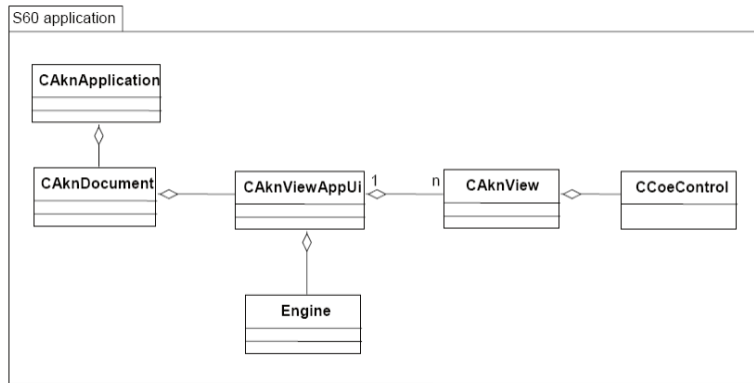 S60 application
CAknApplication
CAknDocument
CAknViewAppUi
1
n
CAknView
CCoeControl
Engine